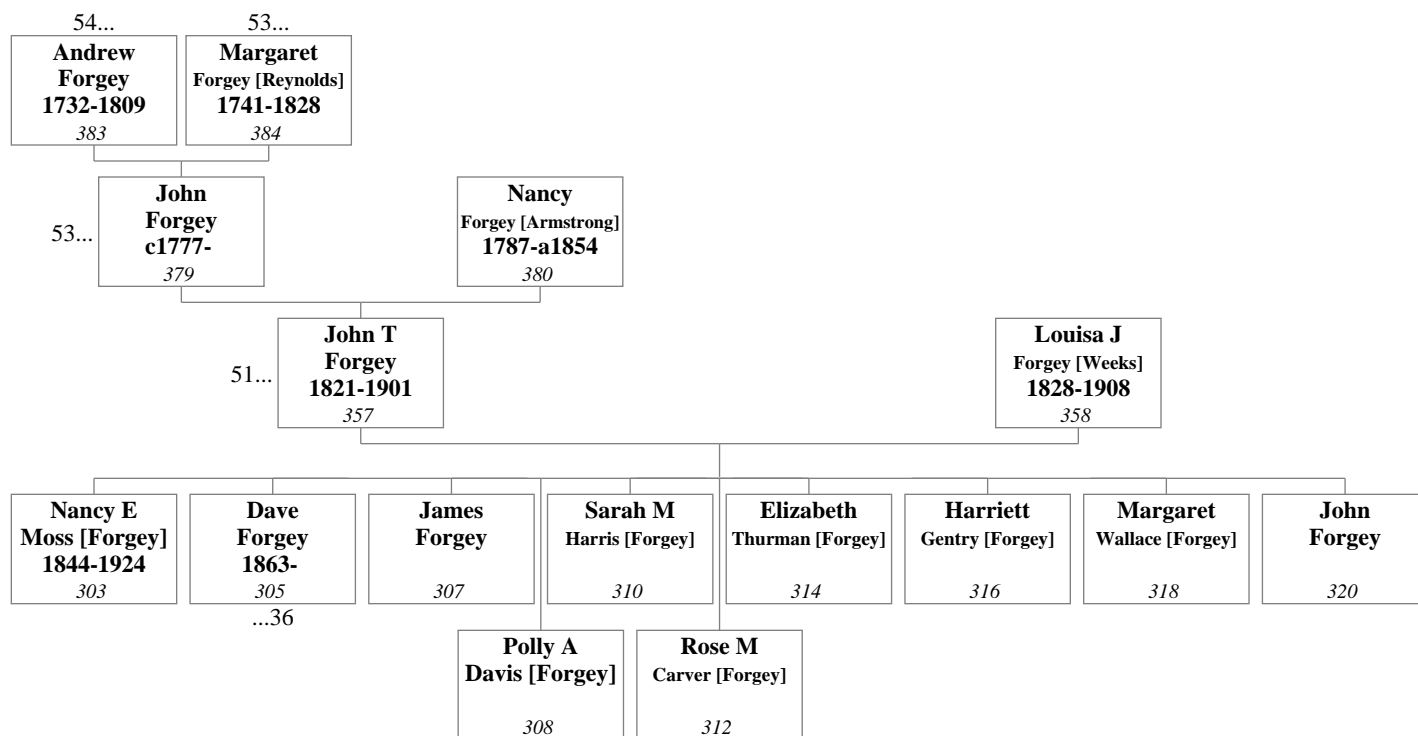 54...
53...
Andrew
Forgey
1732-1809
383
Margaret
Forgey [Reynolds]
1741-1828
384
53...
John
Forgey
c1777-
379
Nancy
Forgey [Armstrong]
1787-a1854
380
51...
John T
Forgey
1821-1901
357
Louisa J
Forgey [Weeks]
1828-1908
358
Nancy E
Moss [Forgey]
1844-1924
303
Dave
Forgey
1863-
305
...36
James
Forgey
307
Sarah M
Harris [Forgey]
310
Elizabeth
Thurman [Forgey]
314
Harriett
Gentry [Forgey]
316
Margaret
Wallace [Forgey]
318
John
Forgey
320
Polly A
Davis [Forgey]
308
Rose M
Carver [Forgey]
312